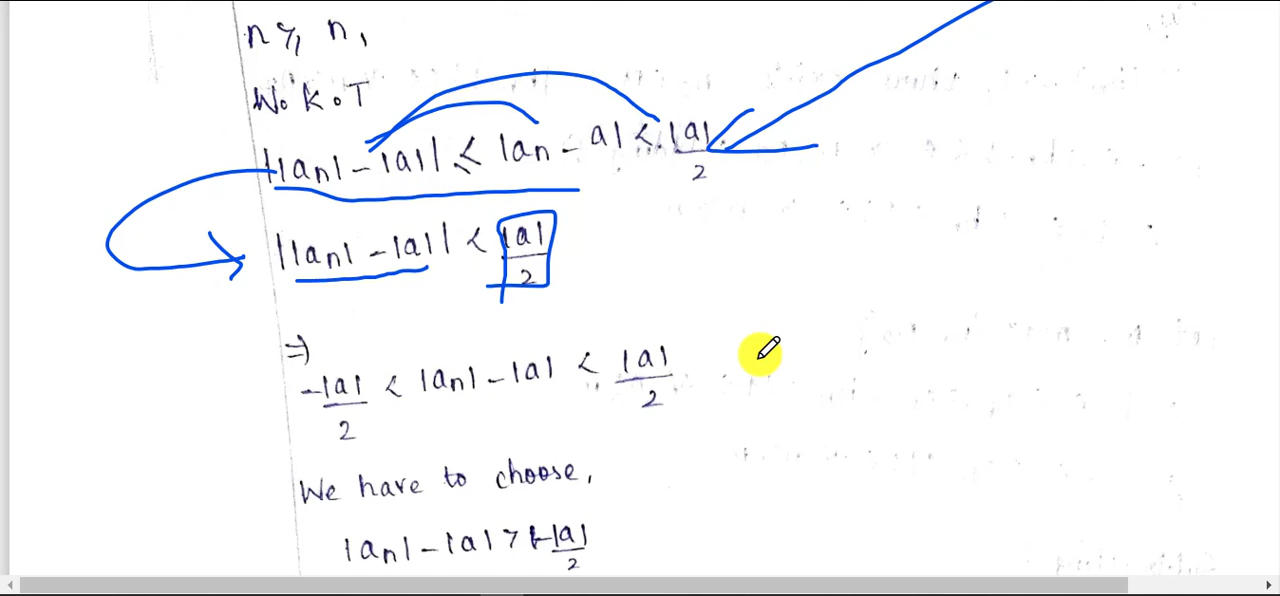 n ≥ n₁
W.K.T
||aₙ| - |a|| ≤ |aₙ - a| < |a|/2
||aₙ| - |a|| < |a|/2
⇒
-|a|/2 < |aₙ| - |a| < |a|/2
We have to choose,
|aₙ| - |a| > -|a|/2